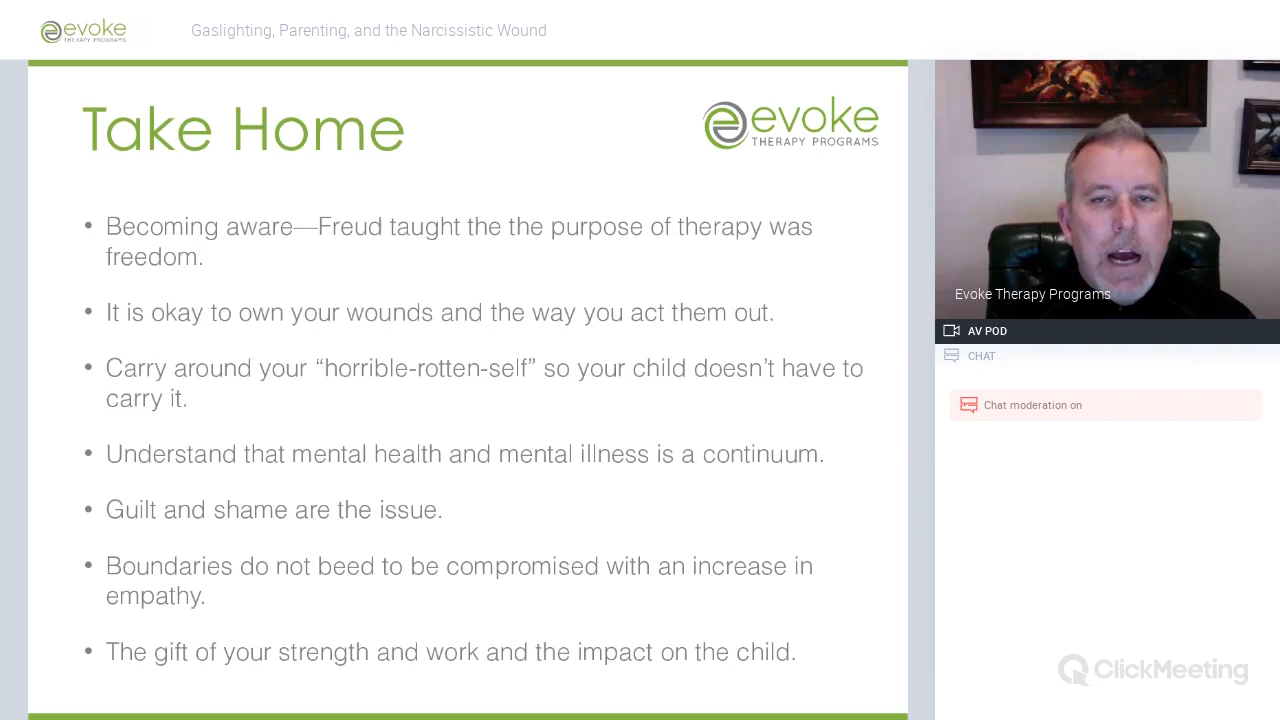 evoke
THERAPY PROGRAMS
Gaslighting, Parenting, and the Narcissistic Wound
Take Home
evoke
THERAPY PROGRAMS
• Becoming aware—Freud taught the the purpose of therapy was
freedom.
• It is okay to own your wounds and the way you act them out.
• Carry around your “horrible-rotten-self” so your child doesn’t have to
carry it.
• Understand that mental health and mental illness is a continuum.
• Guilt and shame are the issue.
• Boundaries do not beed to be compromised with an increase in
empathy.
• The gift of your strength and work and the impact on the child.
Evoke Therapy Programs
AV POD
CHAT
Chat moderation on
ClickMeeting